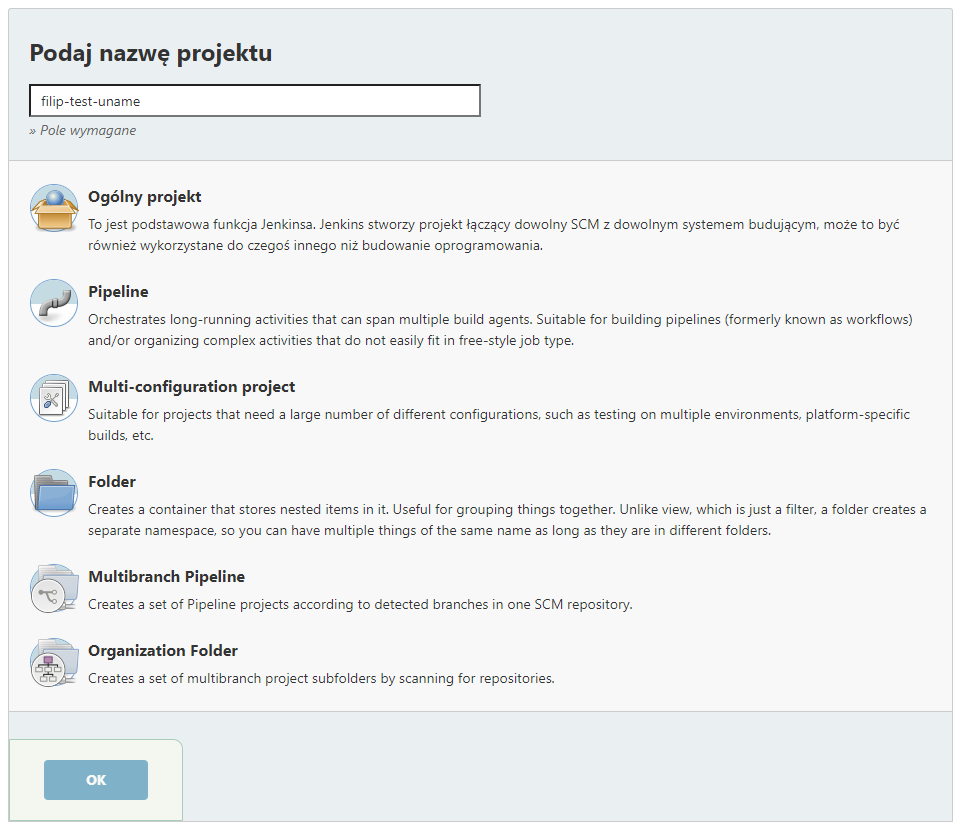 Podaj nazwę projektu
filip-test-uname
» Pole wymagane
Ogólny projekt
To jest podstawowa funkcja Jenkinsa. Jenkins stworzy projekt łączący dowolny SCM z dowolnym systemem budującym, może to być
również wykorzystane do czegoś innego niż budowanie oprogramowania.
Pipeline
Orchestrates long-running activities that can span multiple build agents. Suitable for building pipelines (formerly known as workflows)
and/or organizing complex activities that do not easily fit in free-style job type.
Multi-configuration project
Suitable for projects that need a large number of different configurations, such as testing on multiple environments, platform-specific
builds, etc.
Folder
Creates a container that stores nested items in it. Useful for grouping things together. Unlike view, which is just a filter, a folder creates a
separate namespace, so you can have multiple things of the same name as long as they are in different folders.
Multibranch Pipeline
Creates a set of Pipeline projects according to detected branches in one SCM repository.
Organization Folder
Creates a set of multibranch project subfolders by scanning for repositories.
OK